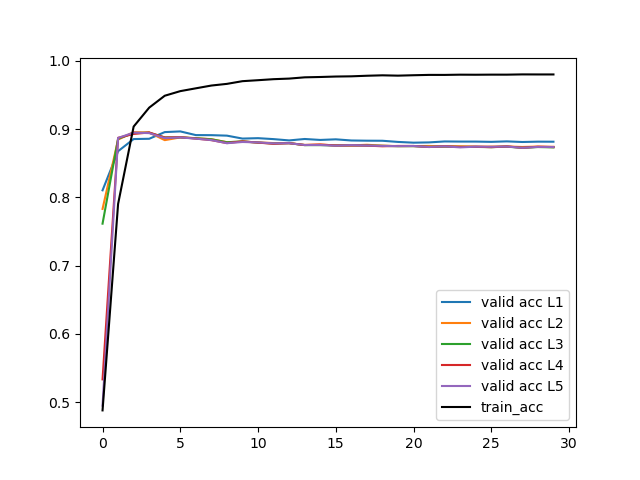 1.0
0.9
0.8
0.7
0.6
0.5
valid acc L1
valid acc L2
valid acc L3
valid acc L4
valid acc L5
train_acc
0 5 10 15 20 25 30